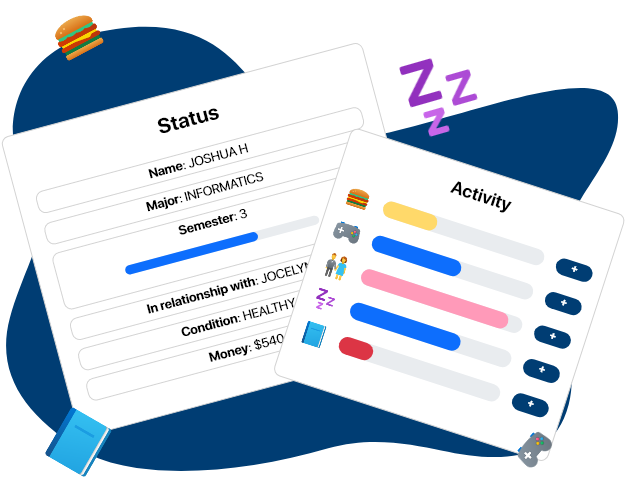 Status
Name: JOSHUA H
Major: INFORMATICS
Semester: 3
In relationship with: JOCELYN
Condition: HEALTHY
Money: $540
Activity
+
+
+
+
+